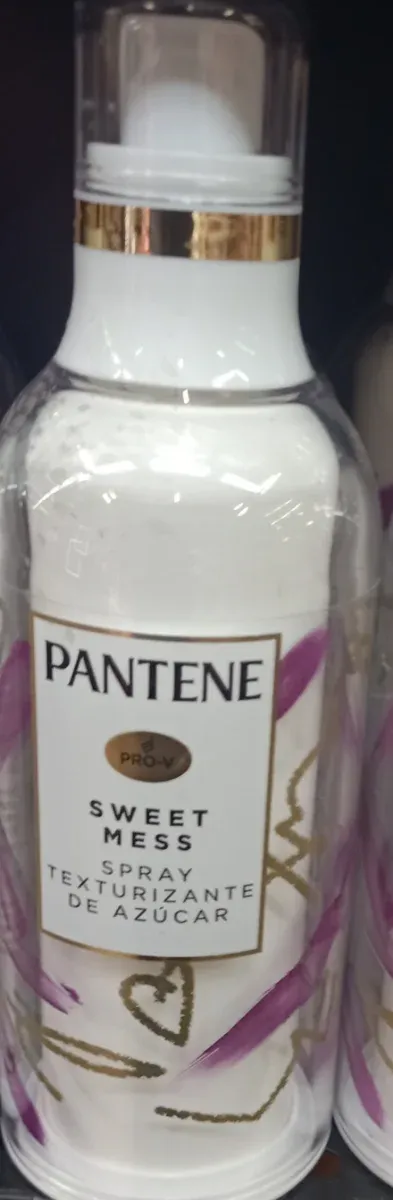 PANTENE
PRO-V
SWEET
MESS
SPRAY
TEXTURIZANTE
DE AZÚCAR